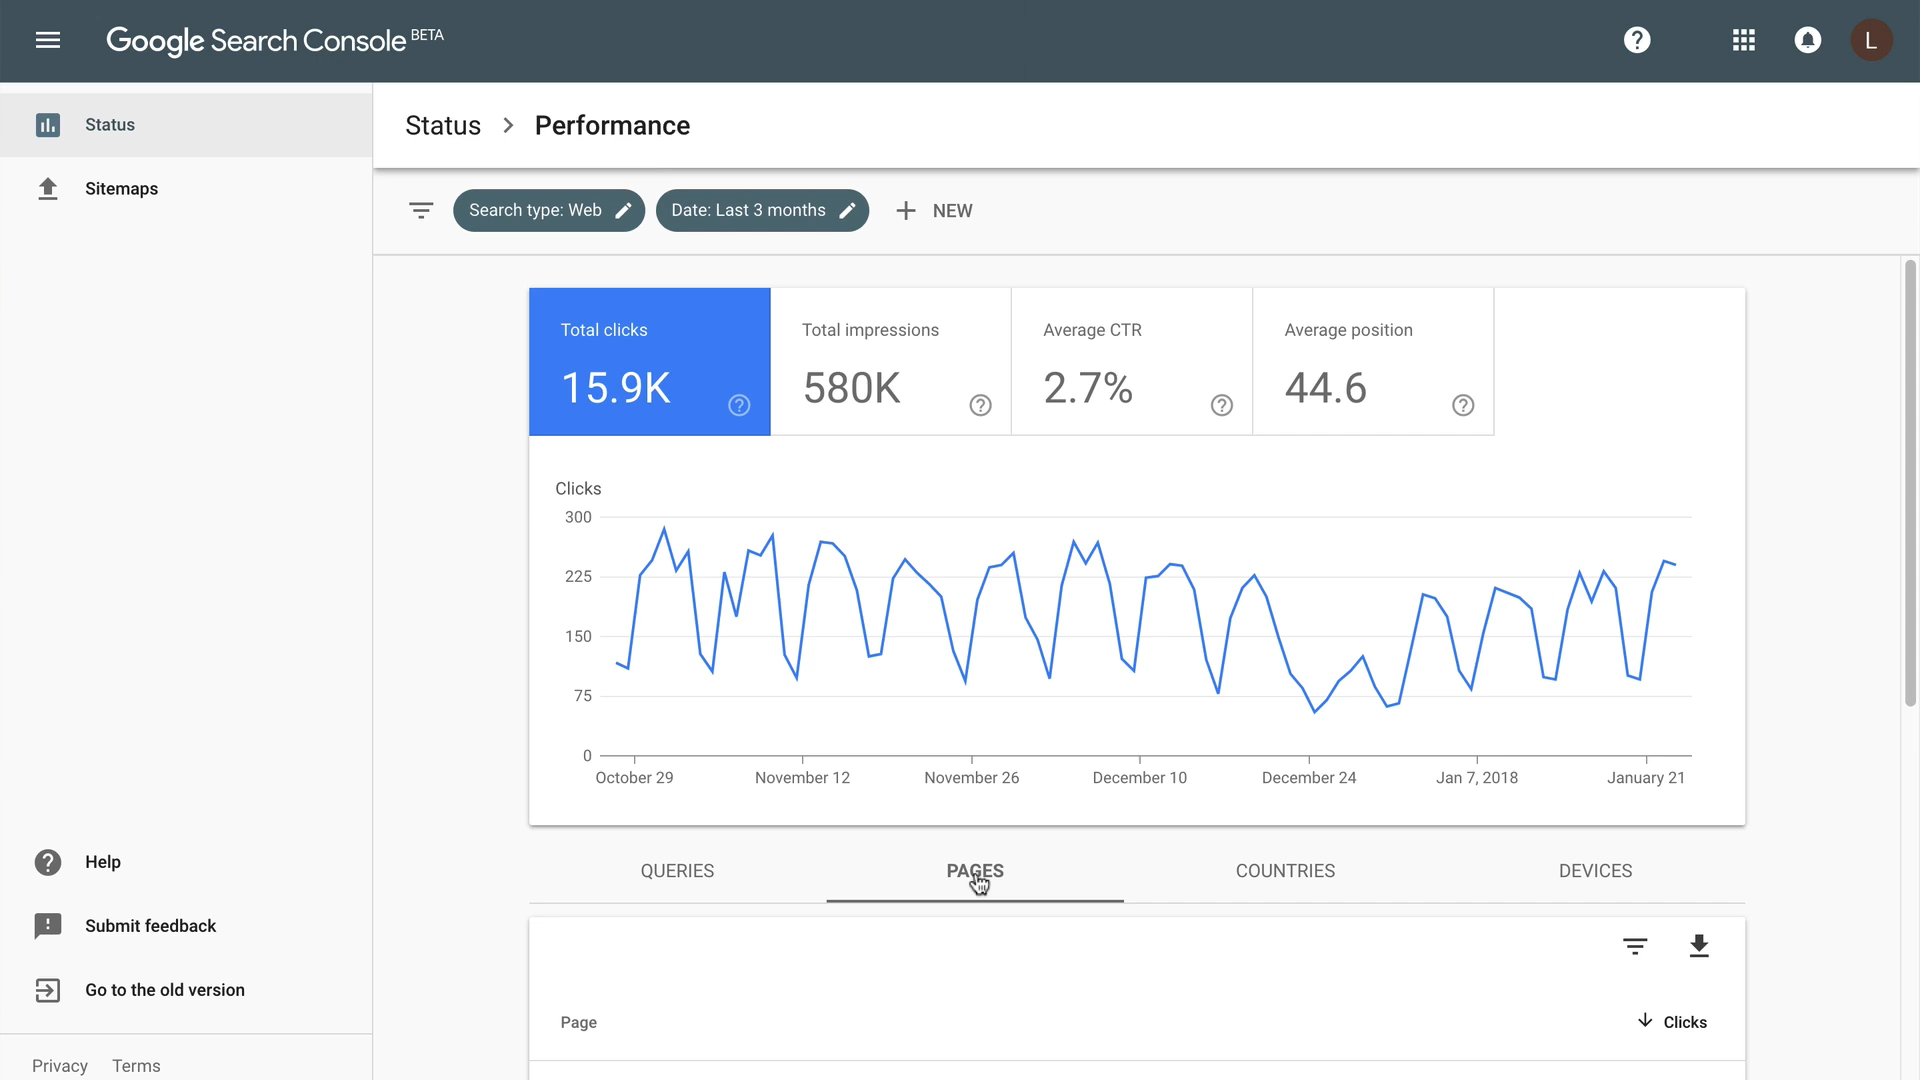 Google Search Console BETA
L
Status
Sitemaps
Help
Submit feedback
Go to the old version
Privacy Terms
Status > Performance
Search type: Web
Date: Last 3 months
NEW
Total clicks
15.9K
Total impressions
580K
Average CTR
2.7%
Average position
44.6
Clicks
300
225
150
75
0
October 29 November 12 November 26 December 10 December 24 Jan 7, 2018 January 21
QUERIES PAGES COUNTRIES DEVICES
Page Clicks